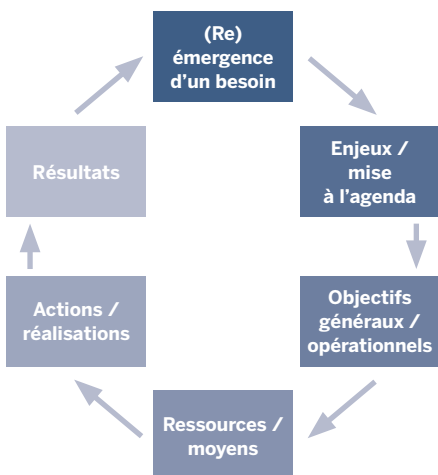 (Re)
émergence
d’un besoin
Enjeux /
mise
à l’agenda
Objectifs
généraux /
opérationnels
Ressources /
moyens
Actions /
réalisations
Résultats